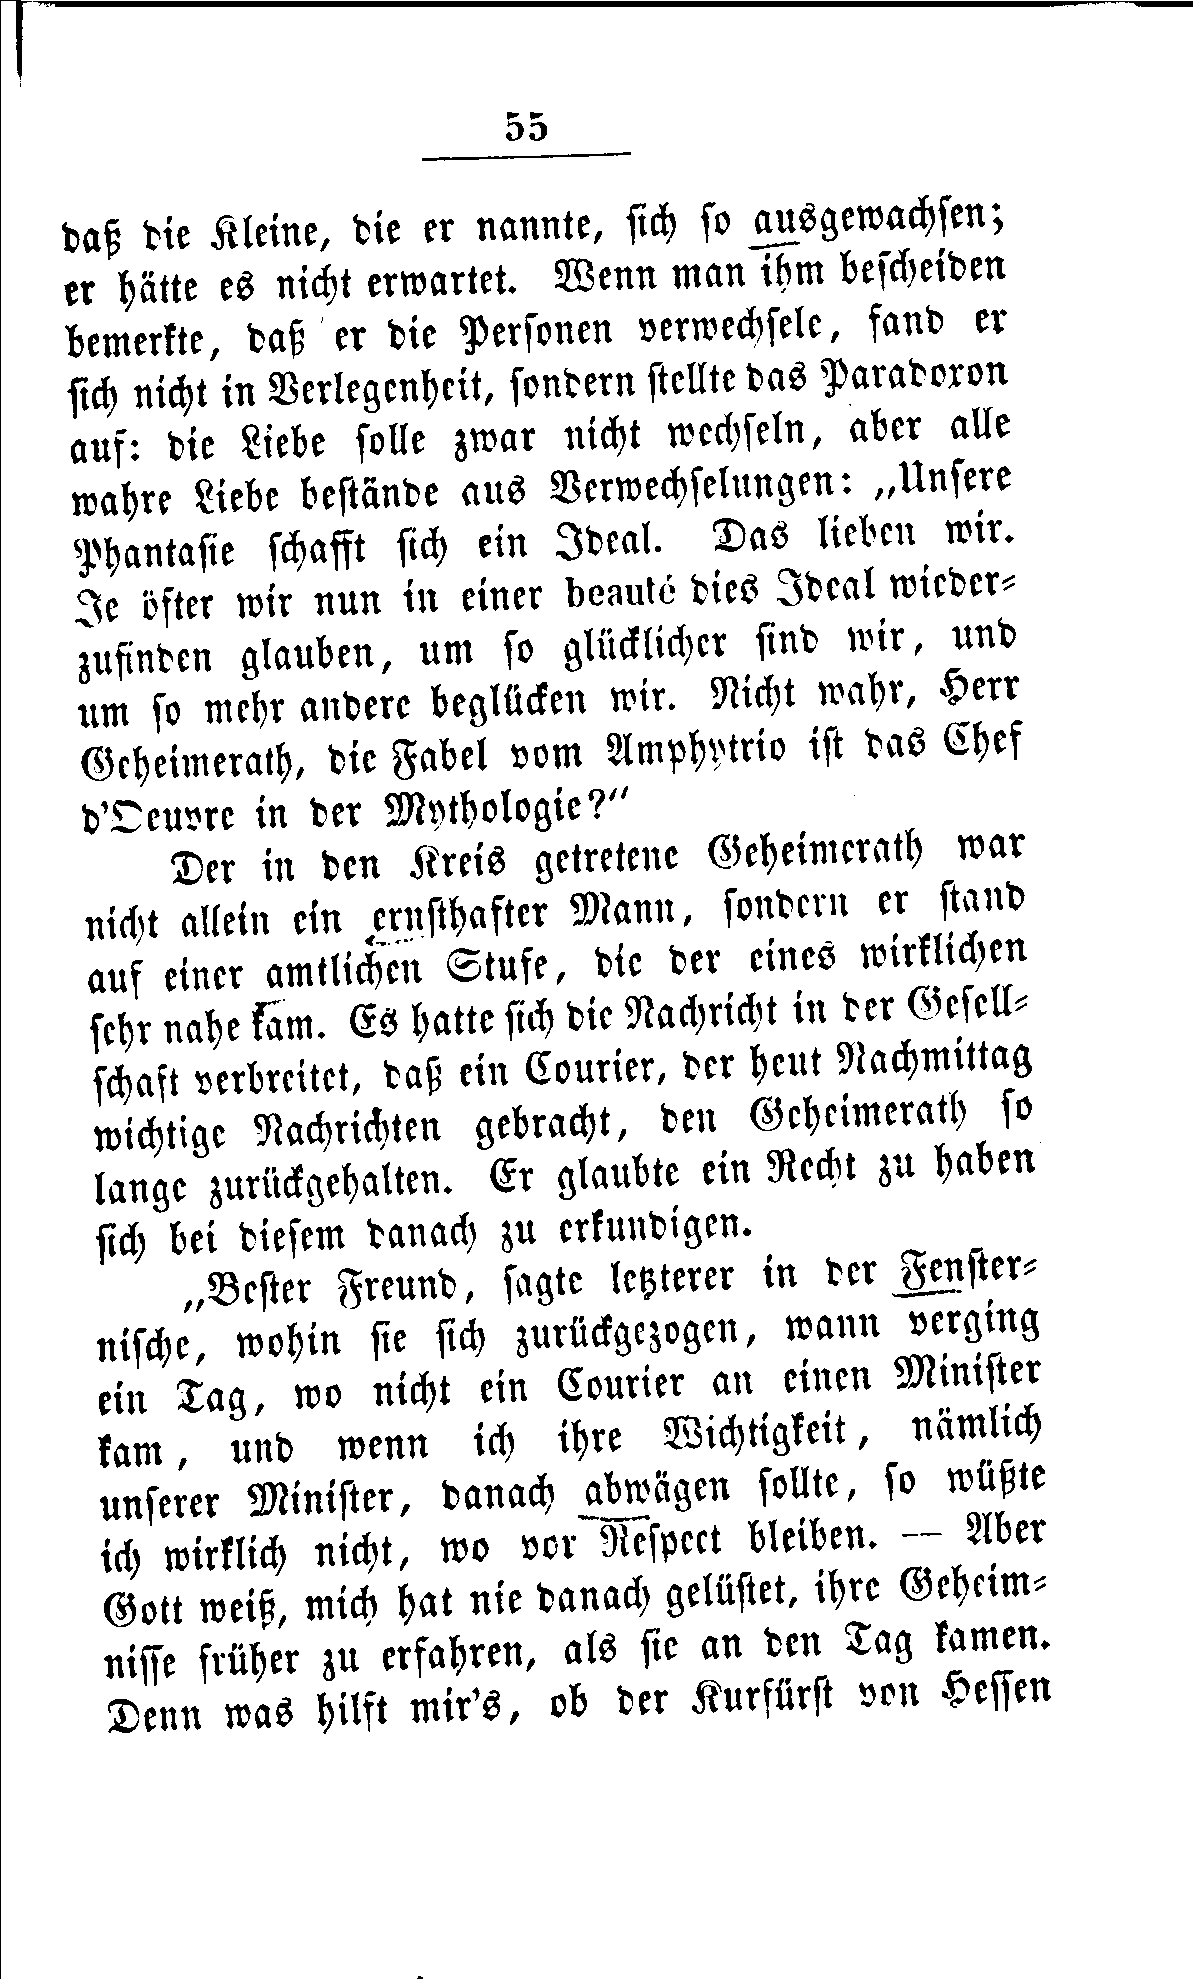 55
daß die Kleine, die er nannte, sich so ausgewachsen;
er hätte es nicht erwartet. Wenn man ihm bescheiden
bemerkte, daß er die Personen verwechsele, fand er
sich nicht in Verlegenheit, sondern stellte das Paradoxon
auf: die Liebe solle zwar nicht wechseln, aber alle
wahre Liebe bestände aus Verwechselungen: „Unsere
Phantasie schafft sich ein Ideal. Das lieben wir.
Je öfter wir nun in einer beauté dies Ideal wieder-
zufinden glauben, um so glücklicher sind wir, und
um so mehr andere beglücken wir. Nicht wahr, Herr
Geheimerath, die Fabel vom Amphytrio ist das Chef
d'Oeuvre in der Mythologie?“
Der in den Kreis getretene Geheimerath war
nicht allein ein ernsthafter Mann, sondern er stand
auf einer amtlichen Stufe, die der eines wirklichen
sehr nahe kam. Es hatte sich die Nachricht in der Gesell-
schaft verbreitet, daß ein Courier, der heut Nachmittag
wichtige Nachrichten gebracht, den Geheimerath so
lange zurückgehalten. Er glaubte ein Recht zu haben
sich bei diesem danach zu erkundigen.
„Bester Freund, sagte letzterer in der Fenster-
nische, wohin sie sich zurückgezogen, wann verging
ein Tag, wo nicht ein Courier an einen Minister
kam, und wenn ich ihre Wichtigkeit, nämlich
unserer Minister, danach abwägen sollte, so wüßte
ich wirklich nicht, wo vor Respect bleiben. — Aber
Gott weiß, mich hat nie danach gelüstet, ihre Geheim-
nisse früher zu erfahren, als sie an den Tag kamen.
Denn was hilft mir's, ob der Kurfürst von Hessen